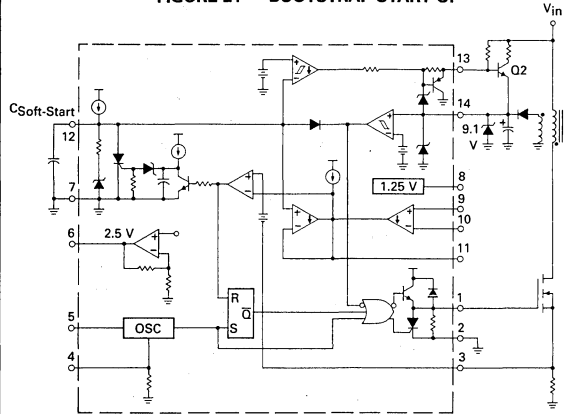 FIGURE 21 — BOOTSTRAP START-UP
Vin
13
Q2
CSoft-Start
12
14
9.1
V
7
1.25 V
8
9
10
6
2.5 V
11
R
Q
S
1
5
OSC
2
4
3